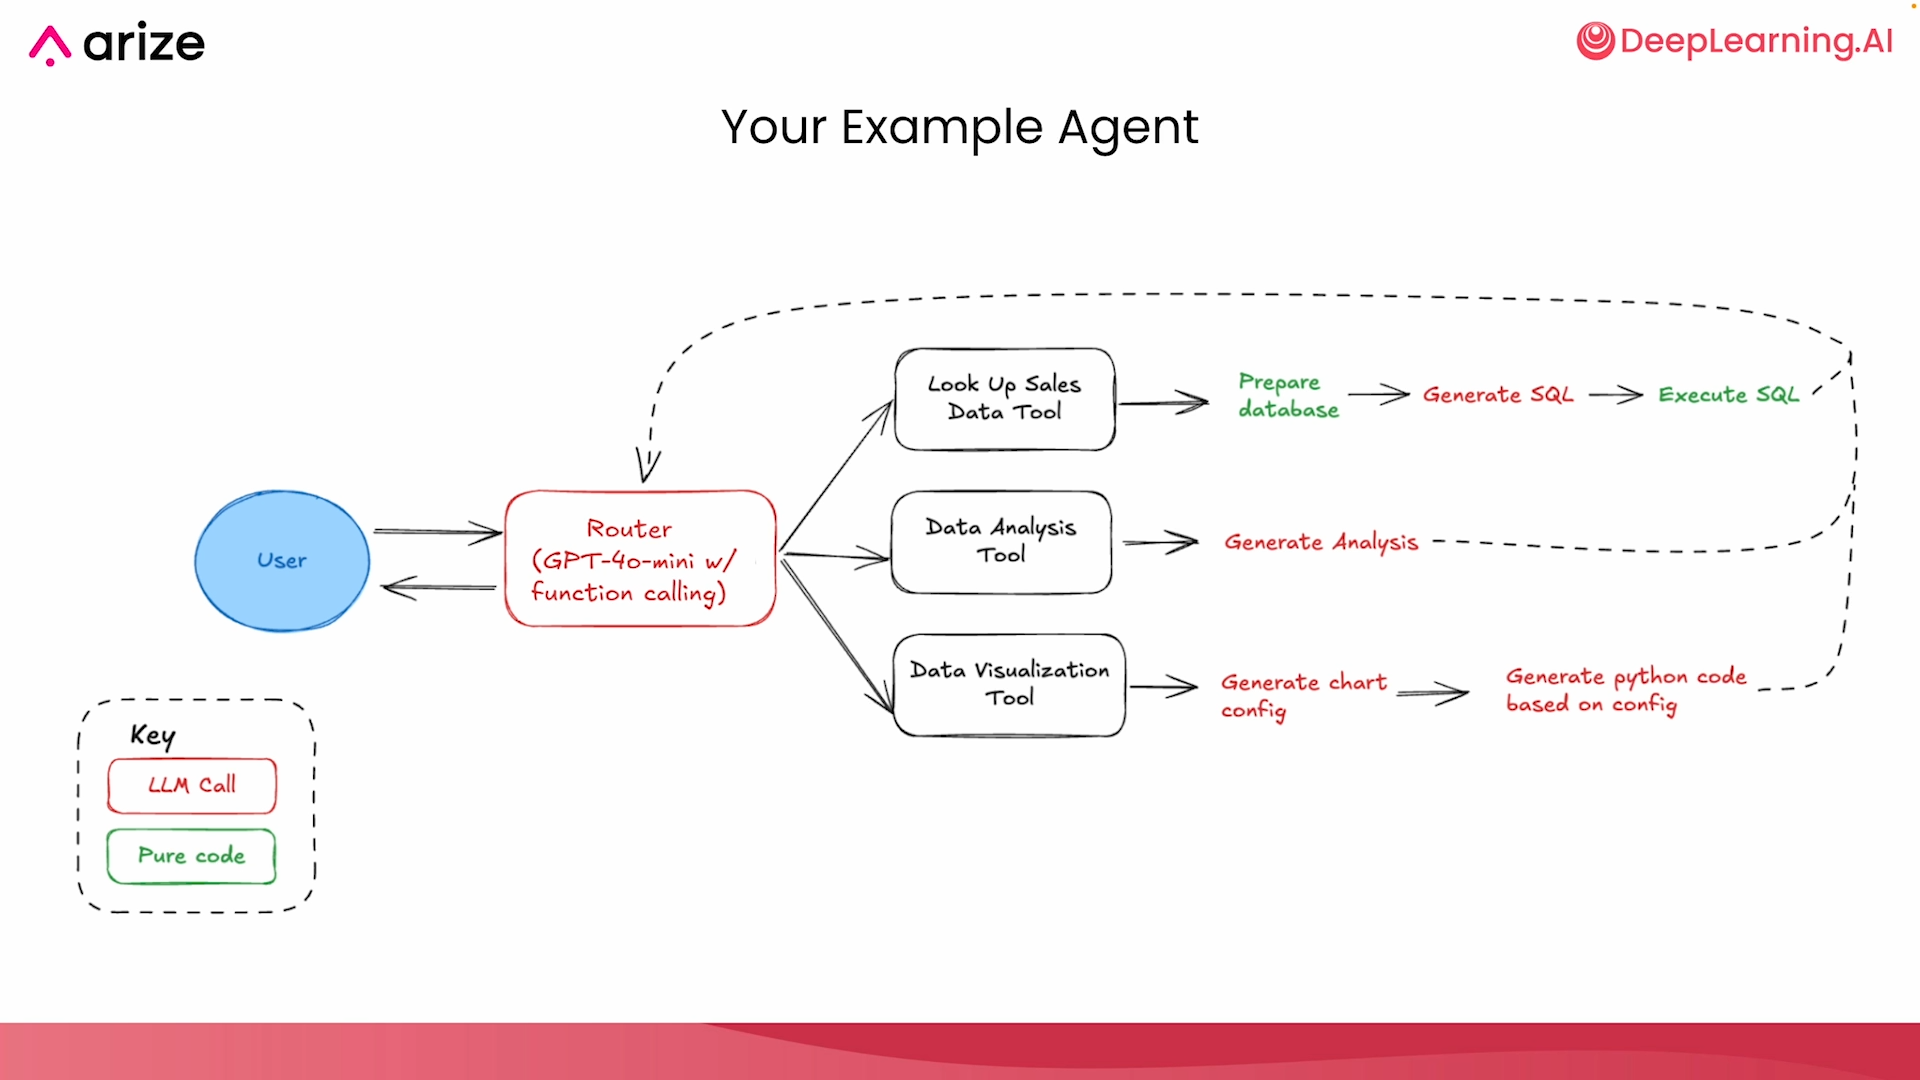 arize
DeepLearning.AI
Your Example Agent
Look Up Sales
Data Tool
Prepare
database
Generate SQL
Execute SQL
User
Router
(GPT-4o-mini w/
function calling)
Data Analysis
Tool
Generate Analysis
Data Visualization
Tool
Generate chart
config
Generate python code
based on config
Key
LLM Call
Pure code